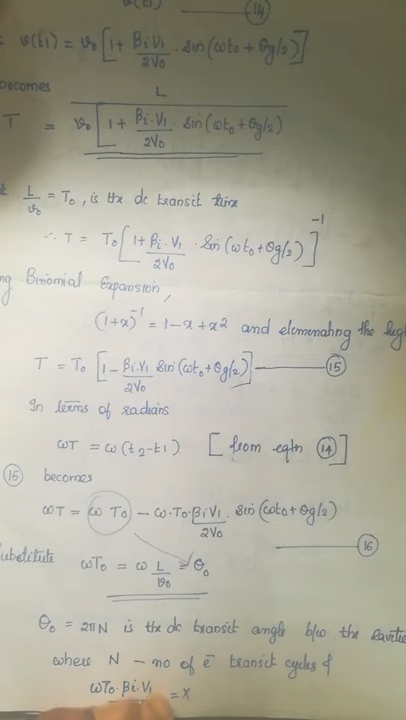 v(t1) ——— (14)
v(t1) = v₀ [1 + βi V1 / 2V₀ . sin(ωt₀ + θg/2)]
becomes
T = L / v₀ [1 + βi.V1 / 2V₀ . sin(ωt₀ + θg/2)]
L/v₀ = T₀, is the dc transit time
∴ T = T₀ [1 + βi.V1 / 2V₀ . sin(ωt₀ + θg/2)]⁻¹
Binomial Expansion,
(1+x)⁻¹ = 1 - x + x² and elemenating the
T = T₀ [1 - βi.V1 / 2V₀ sin(ωt₀ + θg/2)] ——— (15)
In terms of radians
ωT = ω(t2-t1) [from eqtn (14)]
(15) becomes
ωT = ωT₀ - ω.T₀.βiV1 / 2V₀ . sin(ωt₀ + θg/2)
——— (16)
Substitute ωT₀ = ω L/v₀ = θ₀
θ₀ = 2πN is the dc transit angle b/w the cavities
where N - no of e⁻ transit cycles &
ωT₀.βi.V1 = X